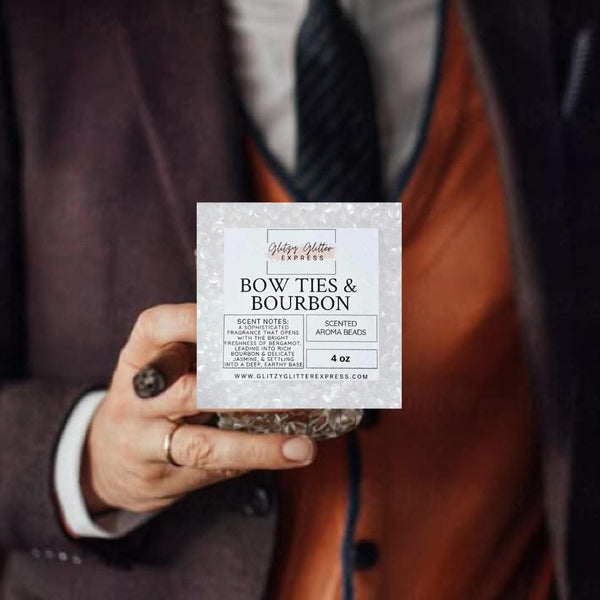 Glitzy Glitter
EXPRESS
BOW TIES &
BOURBON
SCENT NOTES:
A SOPHISTICATED
FRAGRANCE THAT OPENS
WITH THE BRIGHT
FRESHNESS OF BERGAMOT,
LEADING INTO RICH
BOURBON & DELICATE
JASMINE, & SETTLING
INTO A DEEP, EARTHY BASE
SCENTED
AROMA BEADS
4 oz
WWW.GLITZYGLITTEREXPRESS.COM